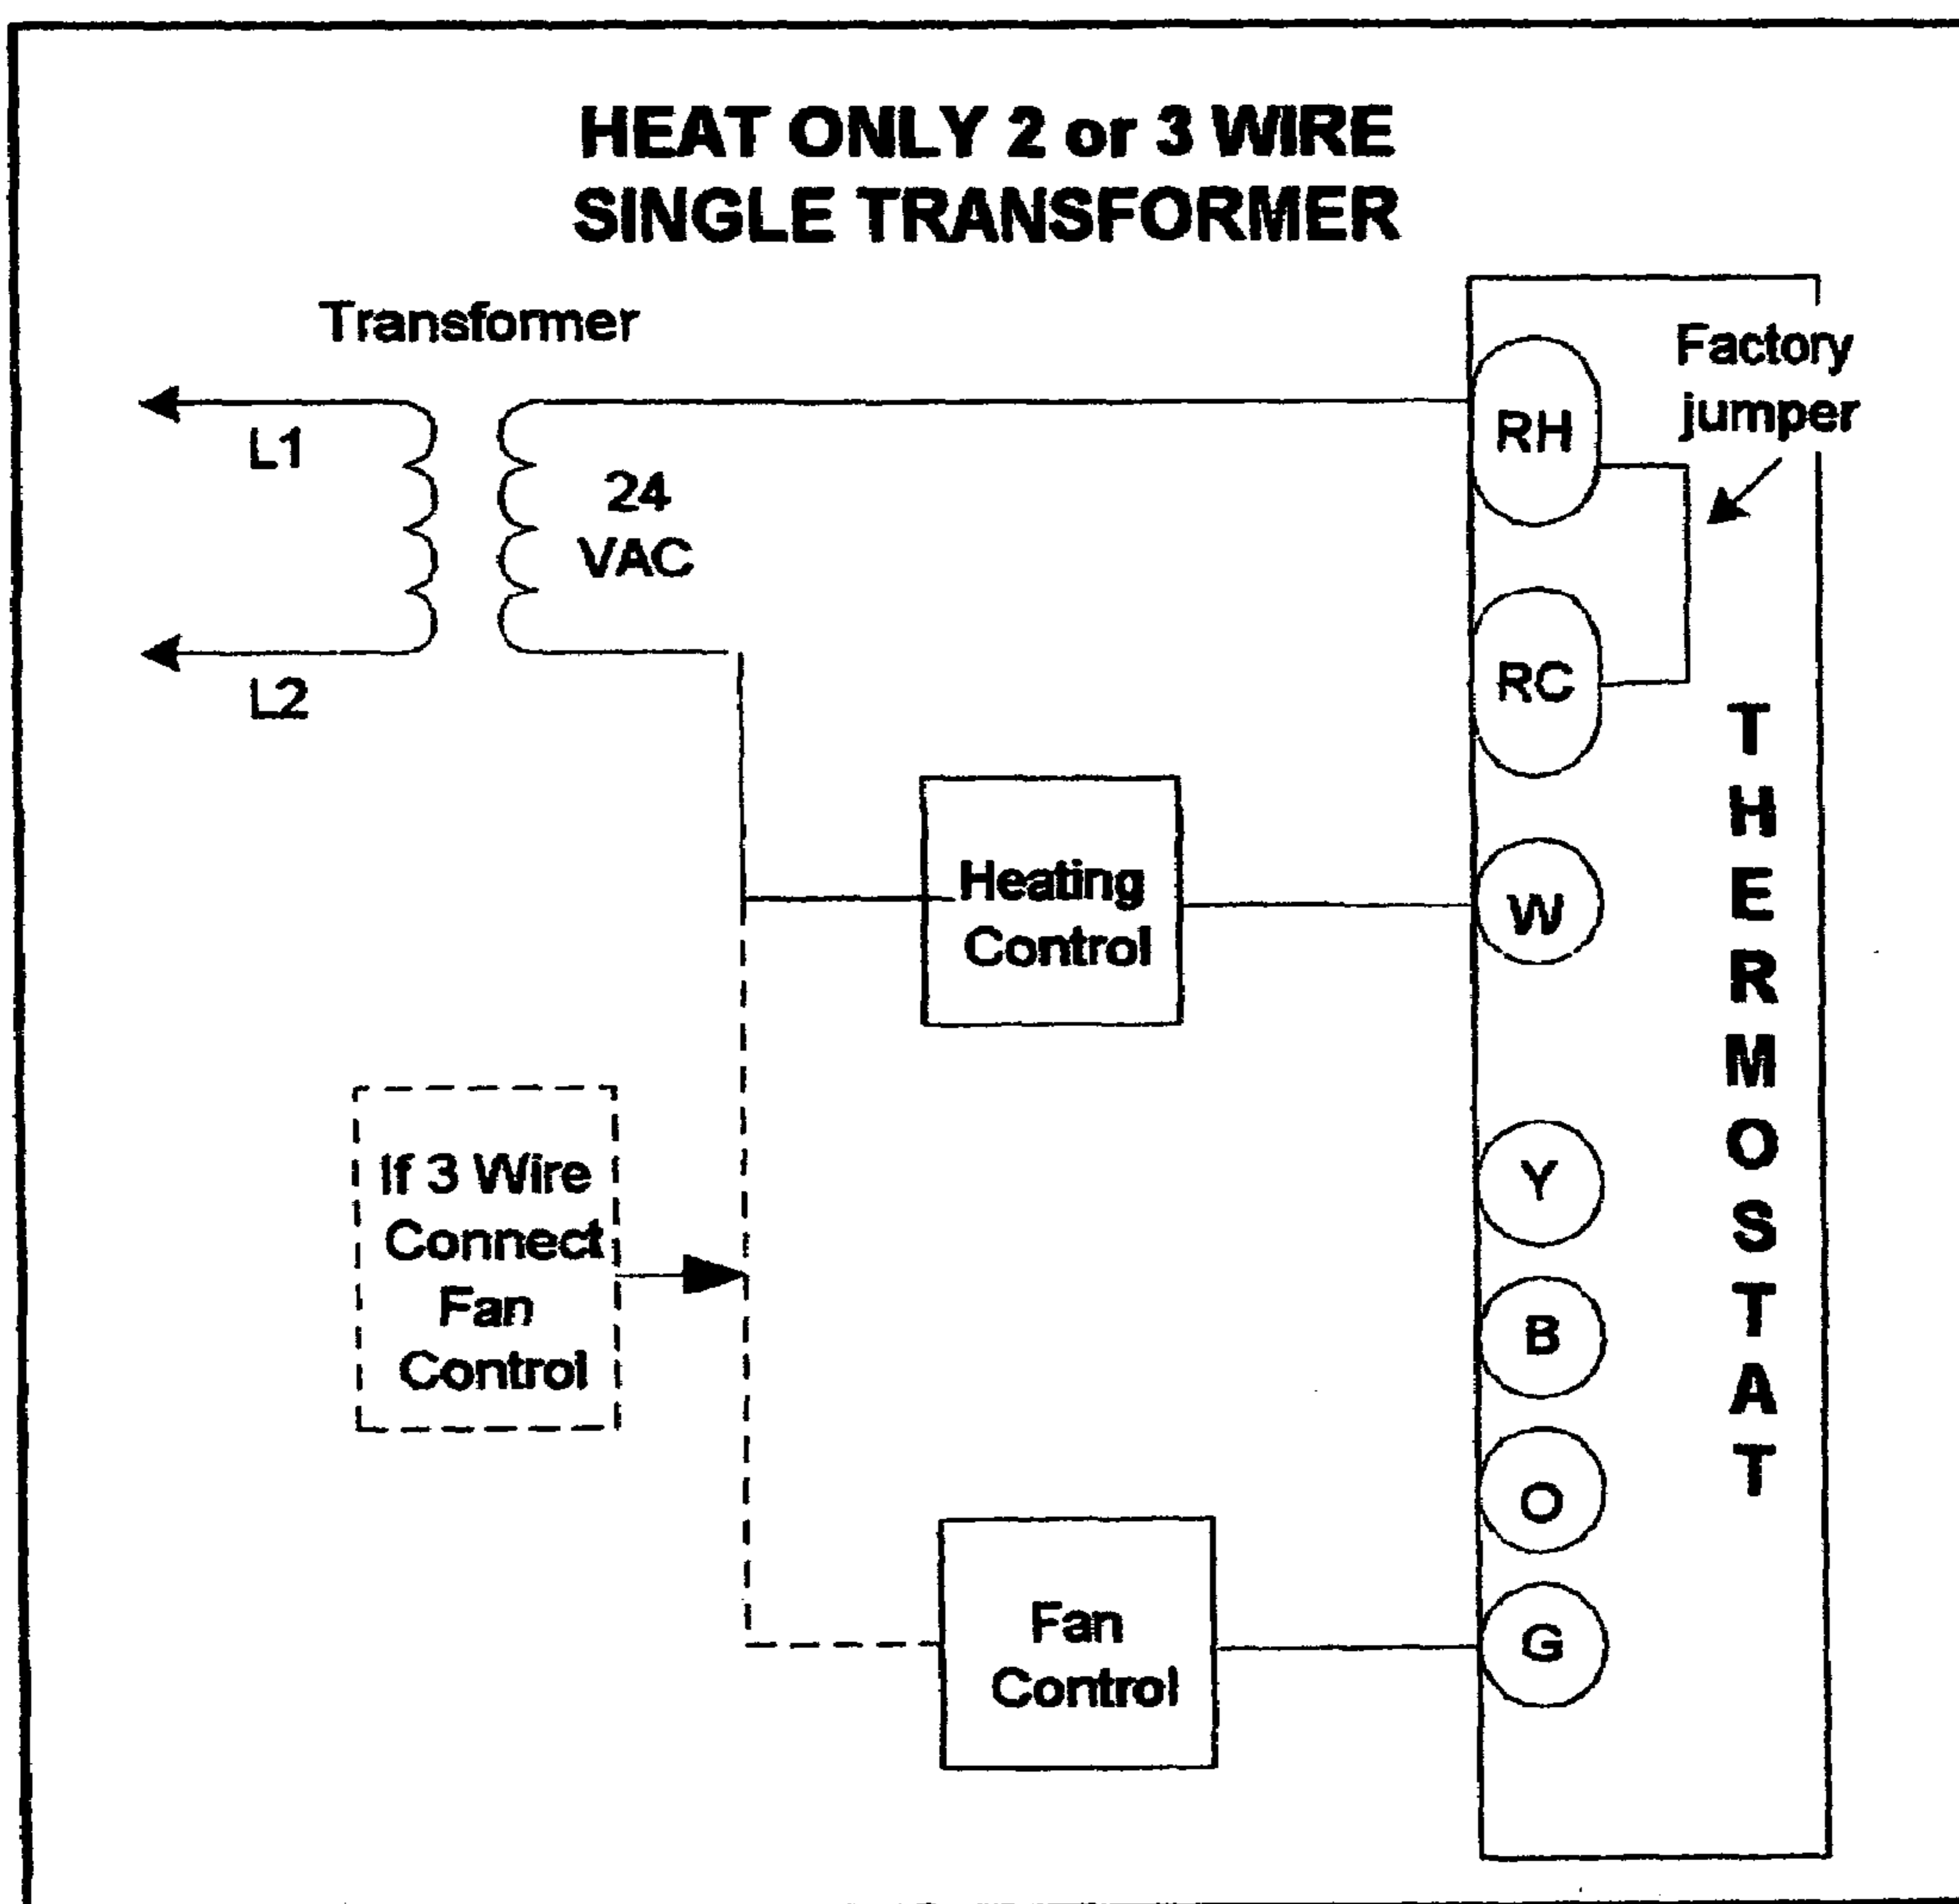 HEAT ONLY 2 or 3 WIRE
SINGLE TRANSFORMER
Transformer
Factory
jumper
L1
24
VAC
L2
RH
RC
Heating
Control
W
If 3 Wire
Connect
Fan
Control
Y
B
O
Fan
Control
G
T
H
E
R
M
O
S
T
A
T